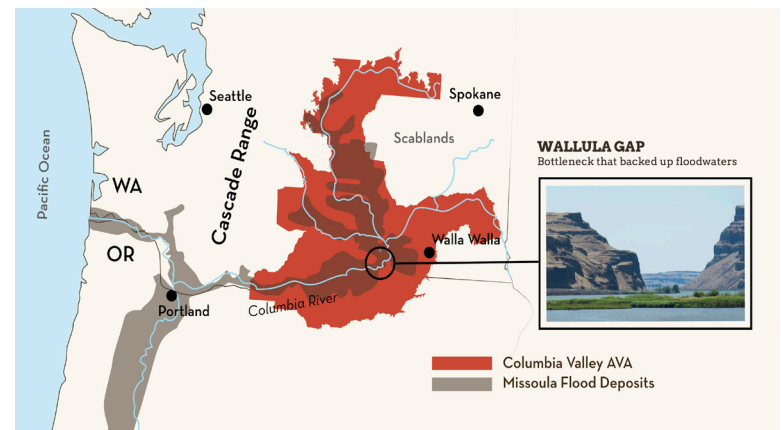 Seattle
Spokane
Scablands
Cascade Range
Pacific Ocean
WA
OR
WALLULA GAP
Bottleneck that backed up floodwaters
Walla Walla
Columbia River
Portland
Columbia Valley AVA
Missoula Flood Deposits